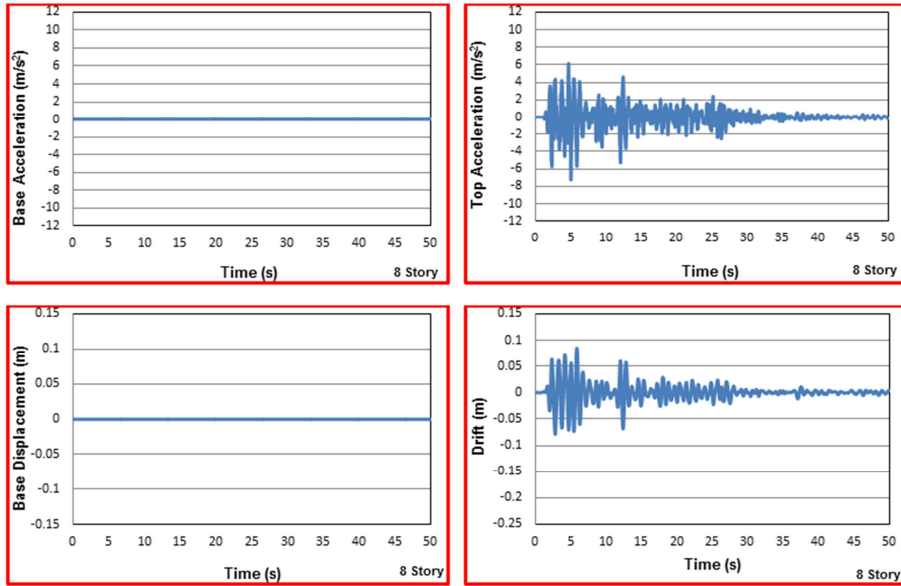 Base Acceleration (m/s²)
12
10
8
6
4
2
0
-2
-4
-6
-8
-10
-12
0 5 10 15 20 25 30 35 40 45 50
Time (s)
8 Story
Top Acceleration (m/s²)
12
10
8
6
4
2
0
-2
-4
-6
-8
-10
-12
0 5 10 15 20 25 30 35 40 45 50
Time (s)
8 Story
Base Displacement (m)
0.15
0.1
0.05
0
-0.05
-0.1
-0.15
0 5 10 15 20 25 30 35 40 45 50
Time (s)
8 Story
Drift (m)
0.15
0.1
0.05
0
-0.05
-0.1
-0.15
-0.2
-0.25
0 5 10 15 20 25 30 35 40 45 50
Time (s)
8 Story